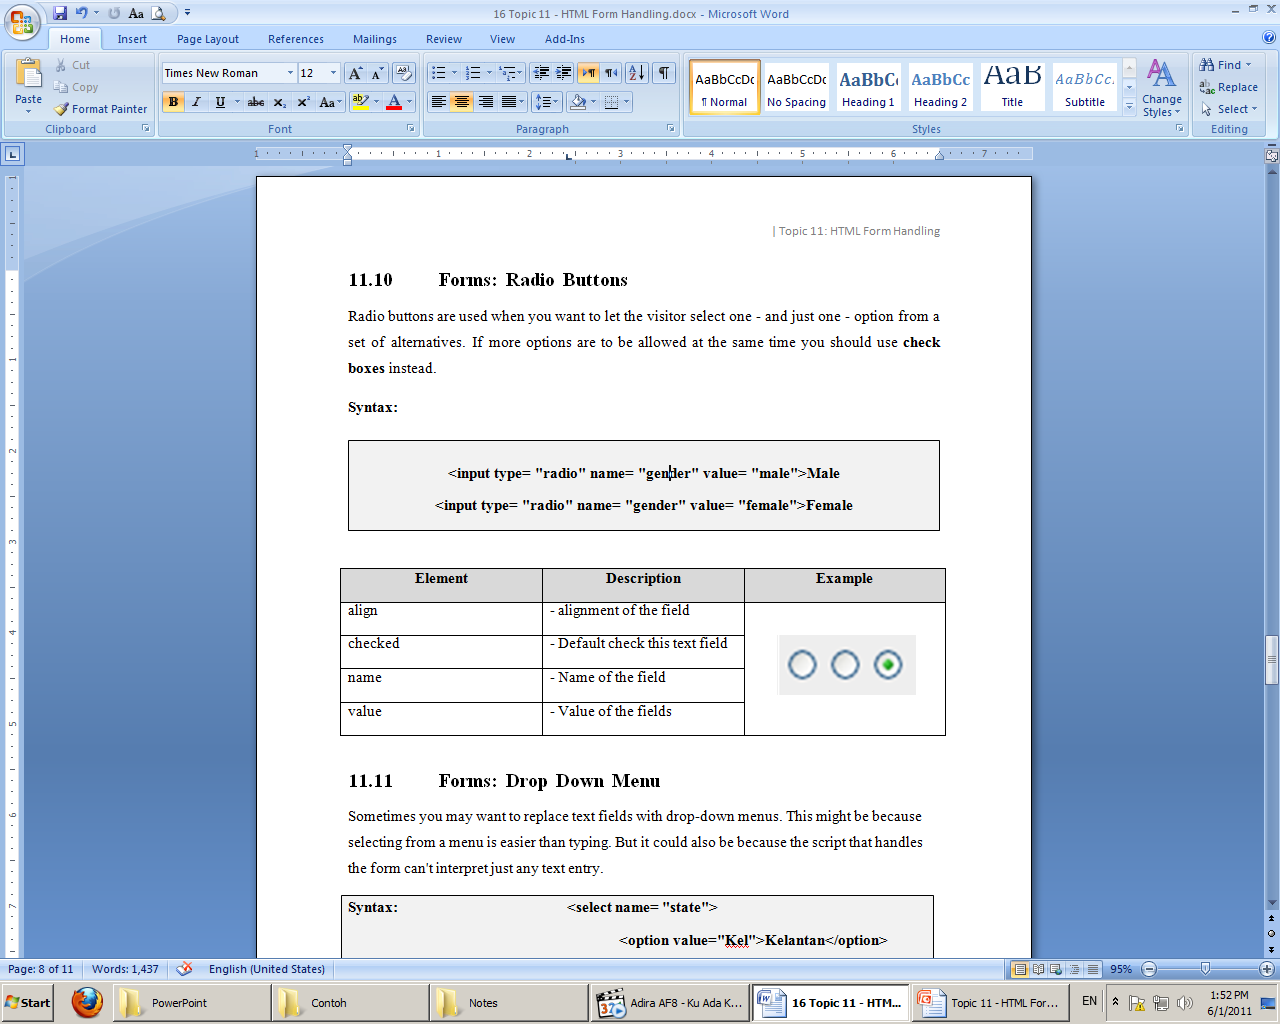 16 Topic 11 - HTML Form Handling.docx - Microsoft Word
Home Insert Page Layout References Mailings Review View Add-Ins
Paste
Cut
Copy
Format Painter
Clipboard
Times New Roman 12
B I U abc X₂ X² Aa
Font
Paragraph
AaBbCcDc AaBbCcDc AaBbC AaBbCc AaB AaBbCc.
¶ Normal No Spacing Heading 1 Heading 2 Title Subtitle
Change Styles
Styles
Find
Replace
Select
Editing
1 1 2 3 4 5 6 7
| Topic 11: HTML Form Handling
11.10 Forms: Radio Buttons
Radio buttons are used when you want to let the visitor select one - and just one - option from a
set of alternatives. If more options are to be allowed at the same time you should use check
boxes instead.
Syntax:
<input type= "radio" name= "gender" value= "male">Male
<input type= "radio" name= "gender" value= "female">Female
Element Description Example
align - alignment of the field
checked - Default check this text field
name - Name of the field
value - Value of the fields
11.11 Forms: Drop Down Menu
Sometimes you may want to replace text fields with drop-down menus. This might be because
selecting from a menu is easier than typing. But it could also be because the script that handles
the form can't interpret just any text entry.
Syntax: <select name= "state">
<option value="Kel">Kelantan</option>
Page: 8 of 11 Words: 1,437 English (United States) 95%
Start PowerPoint Contoh Notes Adira AF8 - Ku Ada K... 16 Topic 11 - HTM... Topic 11 - HTML For... EN 1:52 PM
6/1/2011